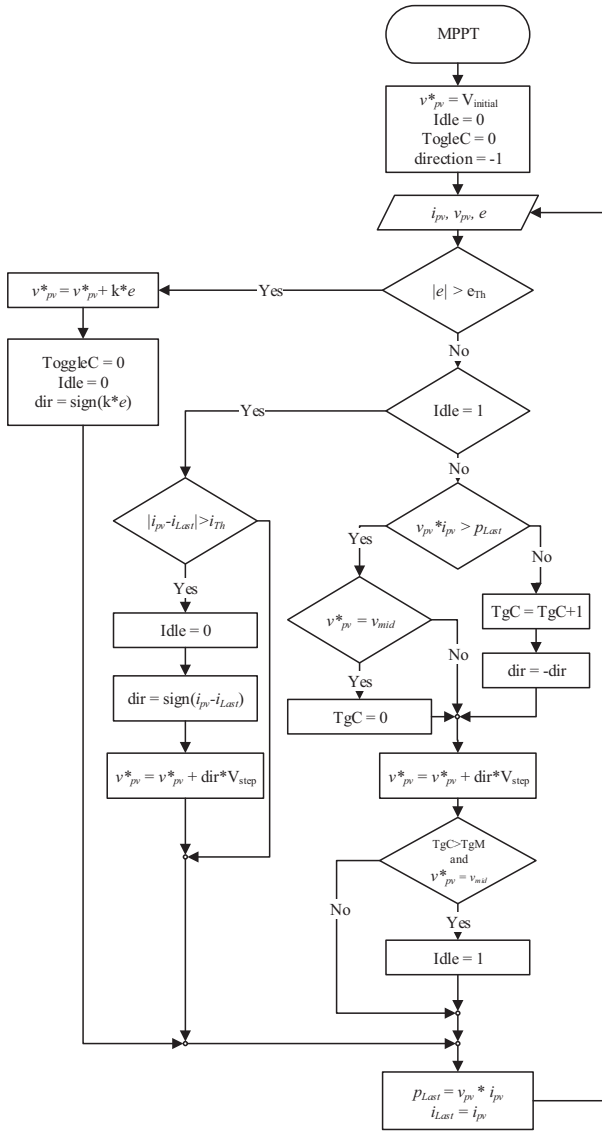 MPPT
v*pv = Vinitial
Idle = 0
TogleC = 0
direction = -1
ipv, vpv, e
|e| > eTh
Yes
No
v*pv = v*pv + k*e
ToggleC = 0
Idle = 0
dir = sign(k*e)
Idle = 1
Yes
No
|ipv-iLast|>iTh
Yes
Idle = 0
dir = sign(ipv-iLast)
v*pv = v*pv + dir*Vstep
vpv*ipv > pLast
Yes
No
TgC = TgC+1
dir = -dir
v*pv = vmid
No
Yes
TgC = 0
v*pv = v*pv + dir*Vstep
TgC>TgM
and
v*pv = vmid
No
Yes
Idle = 1
pLast = vpv * ipv
iLast = ipv